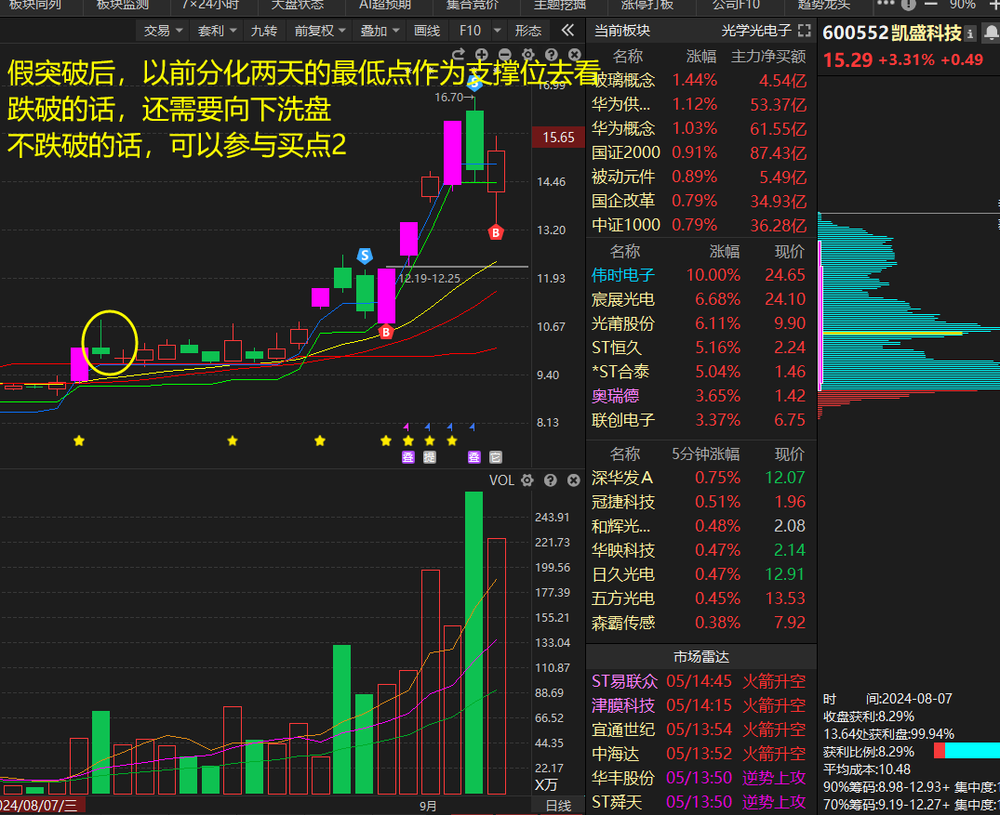 板块同列 板块监测 7×24小时 大盘状态 AI超预期 集合竞价 主题挖掘 涨停打板 公司F10 超跌龙头 90%
交易 套利 九转 前复权 叠加 画线 F10 形态
假突破后，以前分化两天的最低点作为支撑位去看
跌破的话，还需要向下洗盘
不跌破的话，可以参与买点2
16.99
16.70
S
15.65
14.46
13.20
B
S
12.19-12.25
11.93
10.67
B
9.40
8.13
VOL
243.91
221.73
199.56
177.39
155.21
133.04
110.87
88.69
66.52
44.35
22.17
X万
024/08/07/三 9月 日线
当前板块 光学光电子
名称 涨幅 主力净买额
玻璃概念 1.44% 4.54亿
华为供... 1.12% 53.37亿
华为概念 1.03% 61.55亿
国证2000 0.91% 87.43亿
被动元件 0.89% 5.49亿
国企改革 0.79% 34.93亿
中证1000 0.79% 36.28亿
名称 涨幅 现价
伟时电子 10.00% 24.65
宸展光电 6.68% 24.10
光莆股份 6.11% 9.90
ST恒久 5.16% 2.24
*ST合泰 5.04% 1.46
奥瑞德 3.65% 1.42
联创电子 3.37% 6.75
名称 5分钟涨幅 现价
深华发A 0.75% 12.07
冠捷科技 0.51% 1.96
和辉光... 0.48% 2.08
华映科技 0.47% 2.14
日久光电 0.47% 12.91
五方光电 0.45% 13.53
森霸传感 0.38% 7.92
市场雷达
ST易联众 05/14:45 火箭升空
津膜科技 05/14:15 火箭升空
宜通世纪 05/13:54 火箭升空
中海达 05/13:52 火箭升空
华丰股份 05/13:50 逆势上攻
ST舜天 05/13:50 逆势上攻
600552 凯盛科技
15.29 +3.31% +0.49
时 间:2024-08-07
收盘获利:8.29%
13.64处获利盘:99.94%
获利比例:8.29%
平均成本:10.48
90%筹码:8.98-12.93+ 集中度:
70%筹码:9.19-12.27+ 集中度: